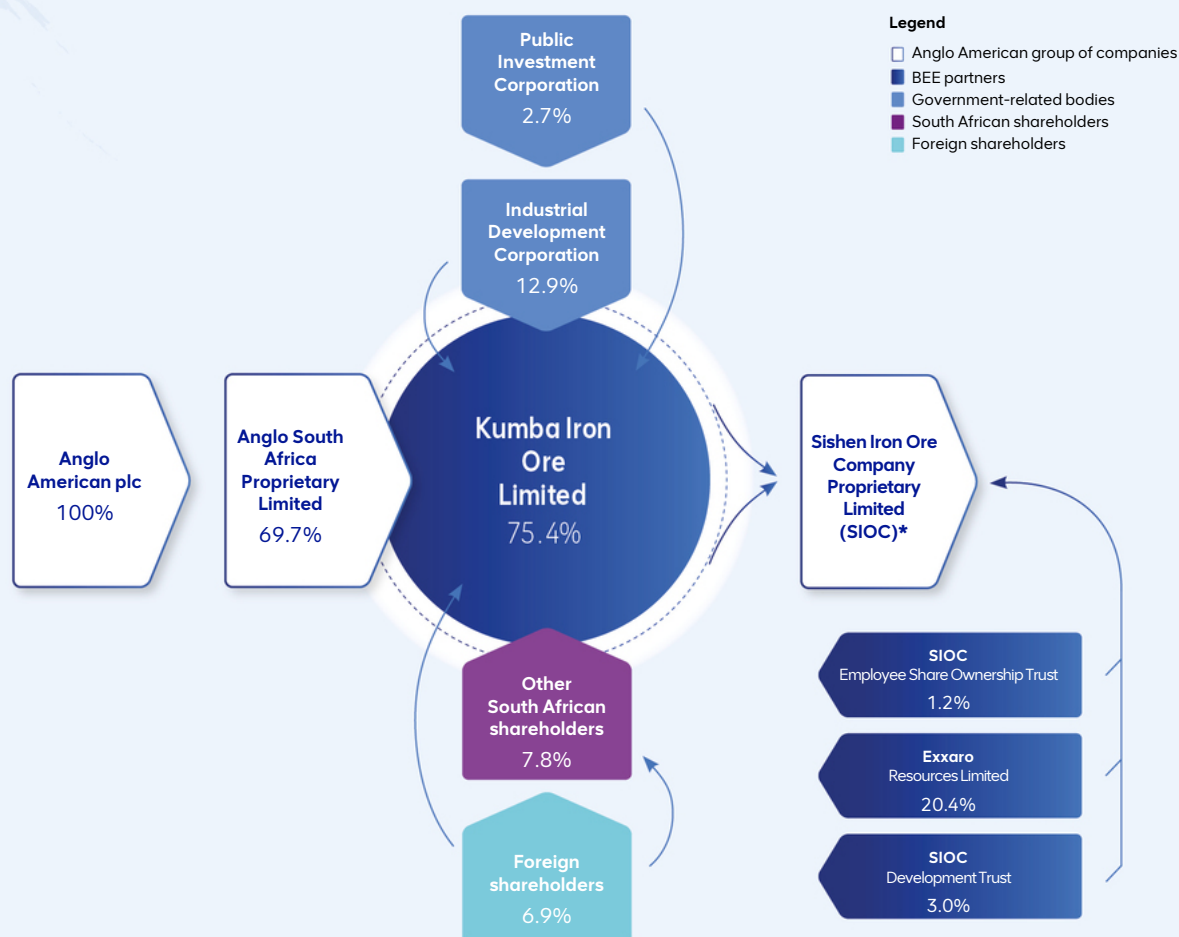 Legend
Anglo American group of companies
BEE partners
Government-related bodies
South African shareholders
Foreign shareholders
Public
Investment
Corporation
2.7%
Industrial
Development
Corporation
12.9%
Anglo
American plc
100%
Anglo South
Africa
Proprietary
Limited
69.7%
Kumba Iron
Ore
Limited
75.4%
Sishen Iron Ore
Company
Proprietary
Limited
(SIOC)*
Other
South African
shareholders
7.8%
Foreign
shareholders
6.9%
SIOC
Employee Share Ownership Trust
1.2%
Exxaro
Resources Limited
20.4%
SIOC
Development Trust
3.0%